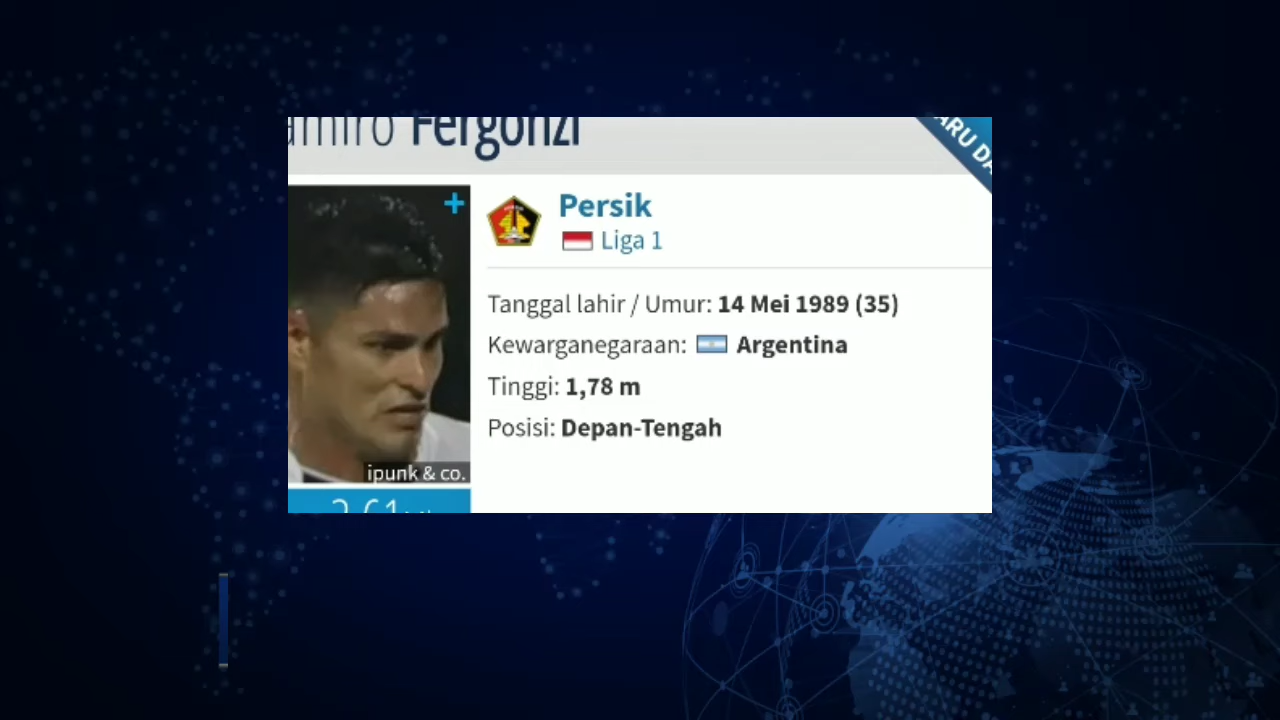 amiro Fergonzi
Persik
Liga 1
Tanggal lahir / Umur: 14 Mei 1989 (35)
Kewarganegaraan: Argentina
Tinggi: 1,78 m
Posisi: Depan-Tengah
ipunk & co.